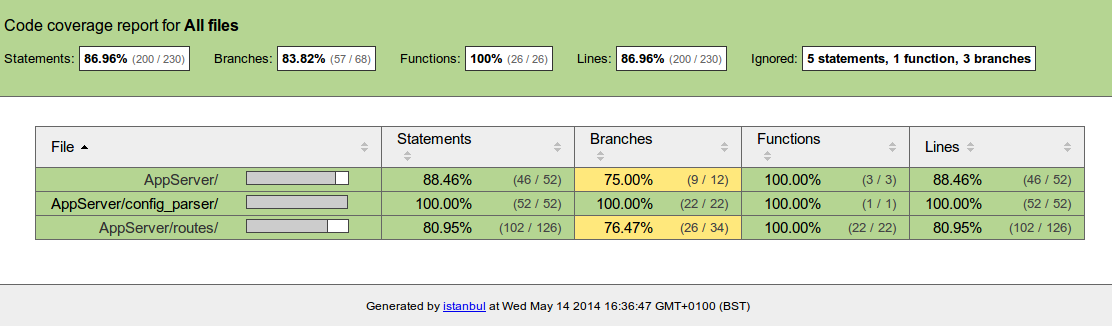 Code coverage report for All files
Statements: 86.96% (200 / 230) Branches: 83.82% (57 / 68) Functions: 100% (26 / 26) Lines: 86.96% (200 / 230) Ignored: 5 statements, 1 function, 3 branches
File Statements Branches Functions Lines
AppServer/ 88.46% (46 / 52) 75.00% (9 / 12) 100.00% (3 / 3) 88.46% (46 / 52)
AppServer/config_parser/ 100.00% (52 / 52) 100.00% (22 / 22) 100.00% (1 / 1) 100.00% (52 / 52)
AppServer/routes/ 80.95% (102 / 126) 76.47% (26 / 34) 100.00% (22 / 22) 80.95% (102 / 126)
Generated by istanbul at Wed May 14 2014 16:36:47 GMT+0100 (BST)